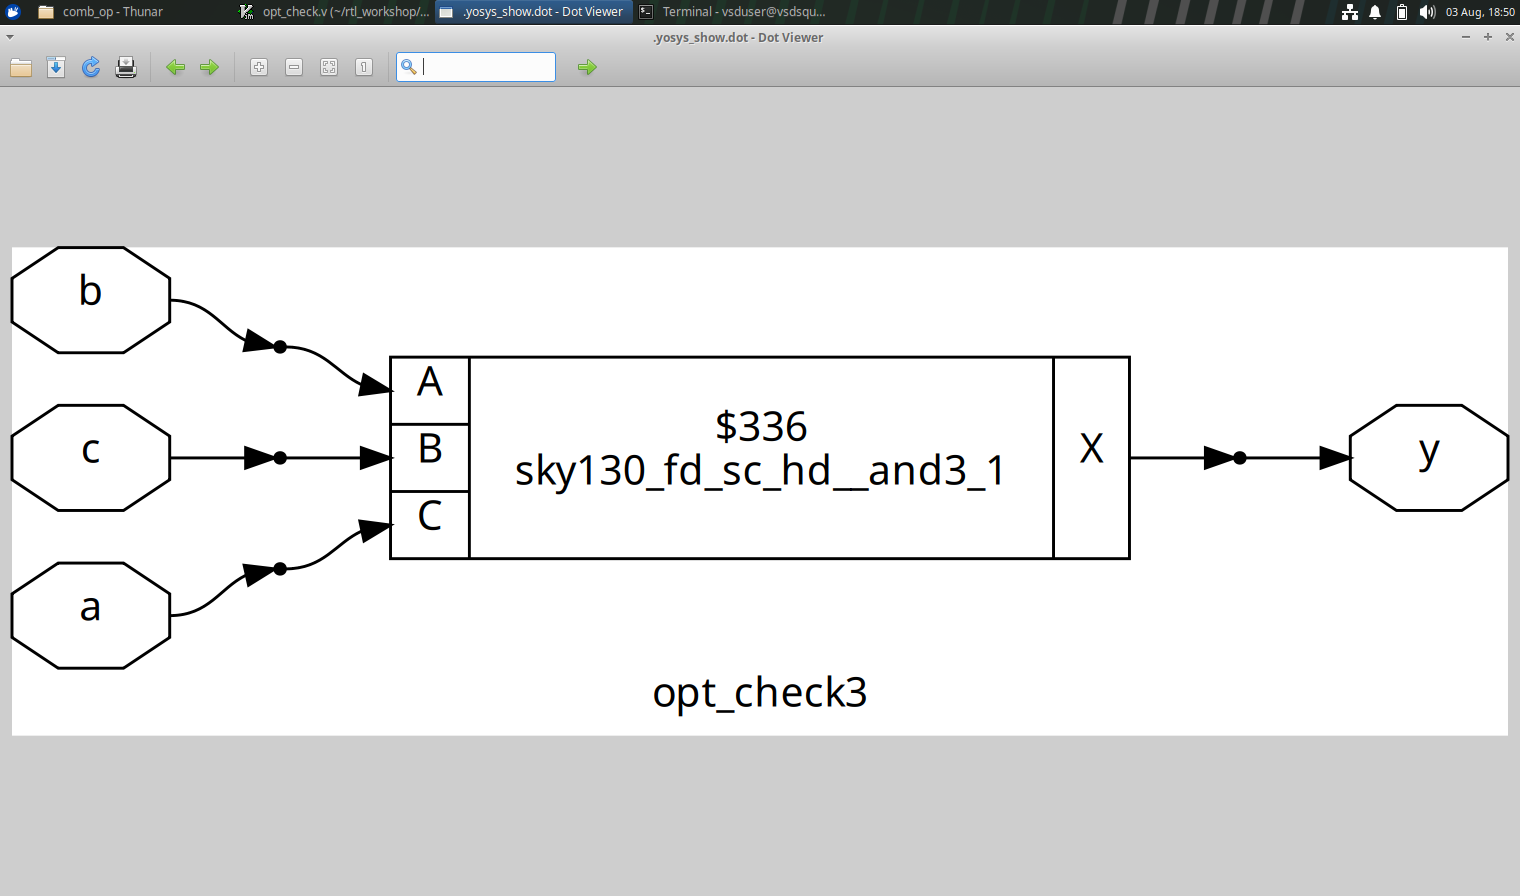 comb_op - Thunar
opt_check.v (~/rtl_workshop/...
.yosys_show.dot - Dot Viewer
Terminal - vsduser@vsdsqu...
03 Aug, 18:50
.yosys_show.dot - Dot Viewer
b
c
a
A
B
C
$336
sky130_fd_sc_hd__and3_1
X
y
opt_check3